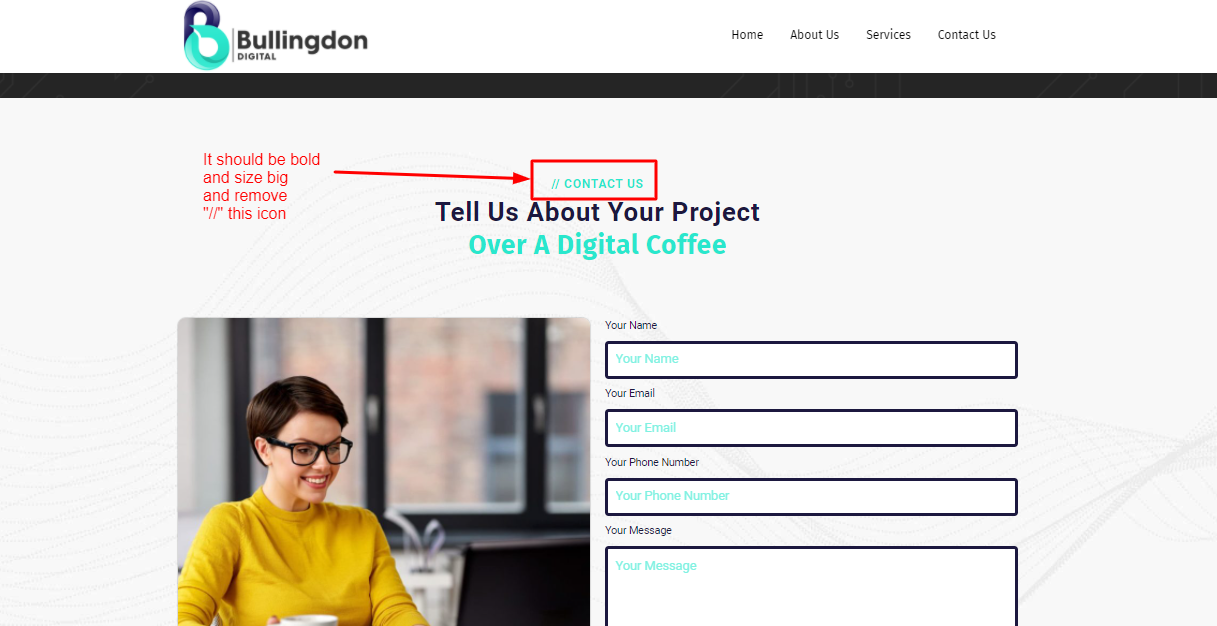 Bullingdon
DIGITAL
Home About Us Services Contact Us
It should be bold
and size big
and remove
"//" this icon
// CONTACT US
Tell Us About Your Project
Over A Digital Coffee
Your Name
Your Name
Your Email
Your Email
Your Phone Number
Your Phone Number
Your Message
Your Message